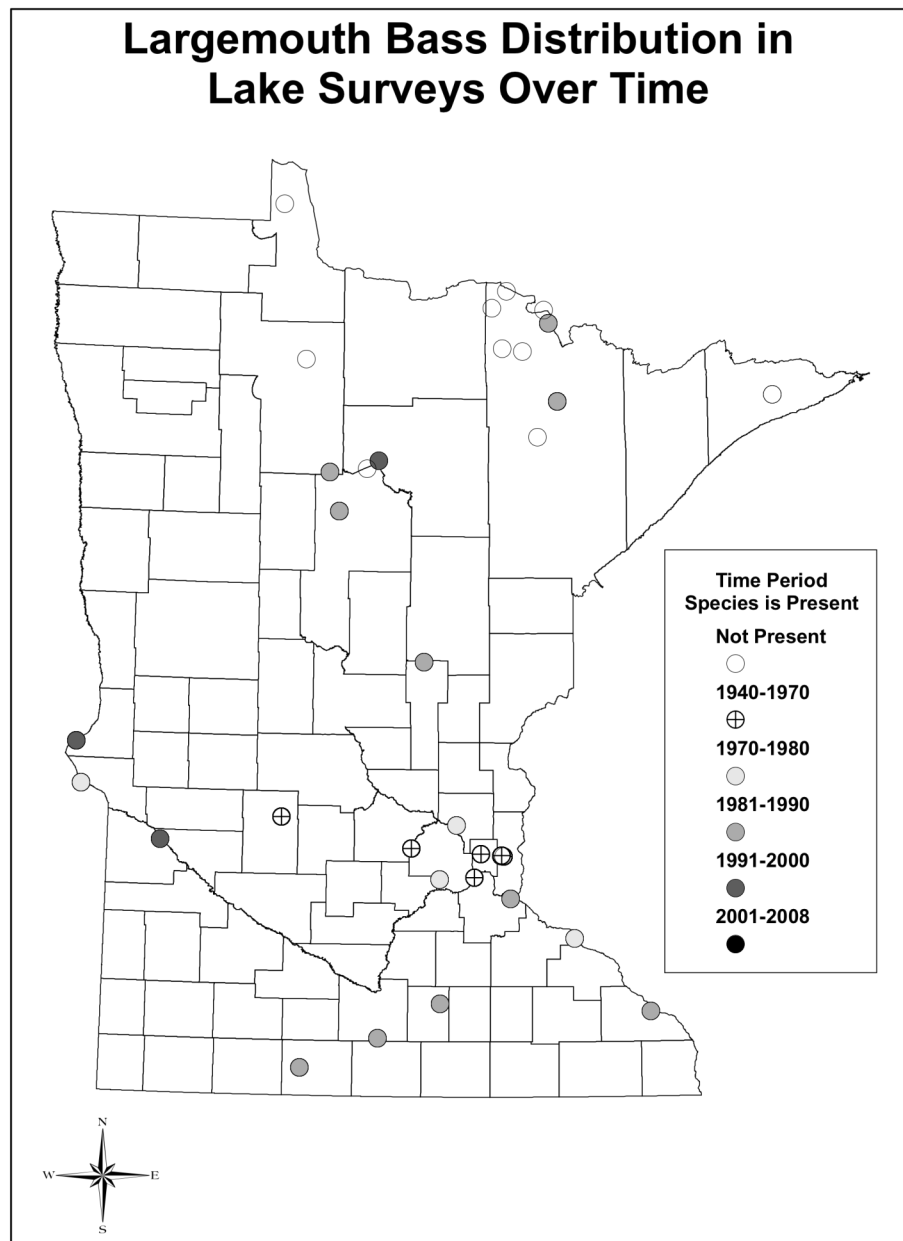 Largemouth Bass Distribution in
Lake Surveys Over Time
Time Period
Species is Present
Not Present
1940-1970
1970-1980
1981-1990
1991-2000
2001-2008
N
W
E
S